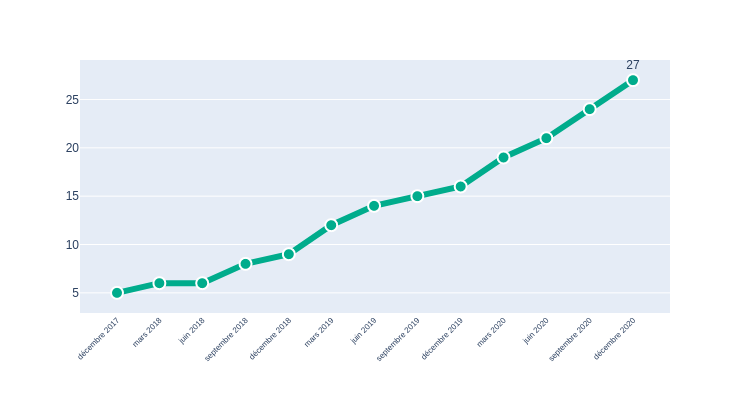 27
25
20
15
10
5
décembre 2017
mars 2018
juin 2018
septembre 2018
décembre 2018
mars 2019
juin 2019
septembre 2019
décembre 2019
mars 2020
juin 2020
septembre 2020
décembre 2020